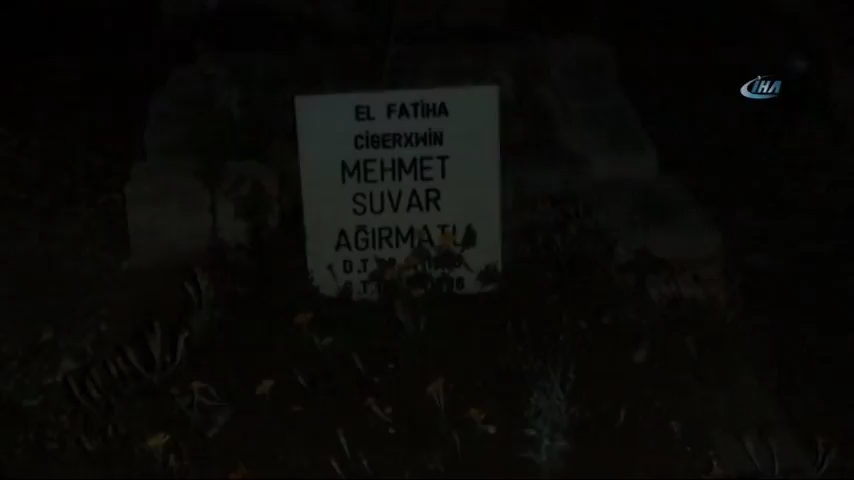 EL FATİHA
CİGERXWİN
MEHMET
SUVAR
AĞIRMATLI
D.T.
İHA